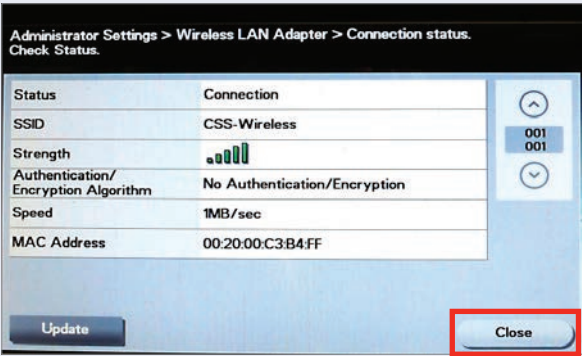 Administrator Settings > Wireless LAN Adapter > Connection status.
Check Status.
Status Connection
SSID CSS-Wireless
Strength
Authentication/
Encryption Algorithm No Authentication/Encryption
Speed 1MB/sec
MAC Address 00:20:00:C3:B4:FF
001
001
Update
Close